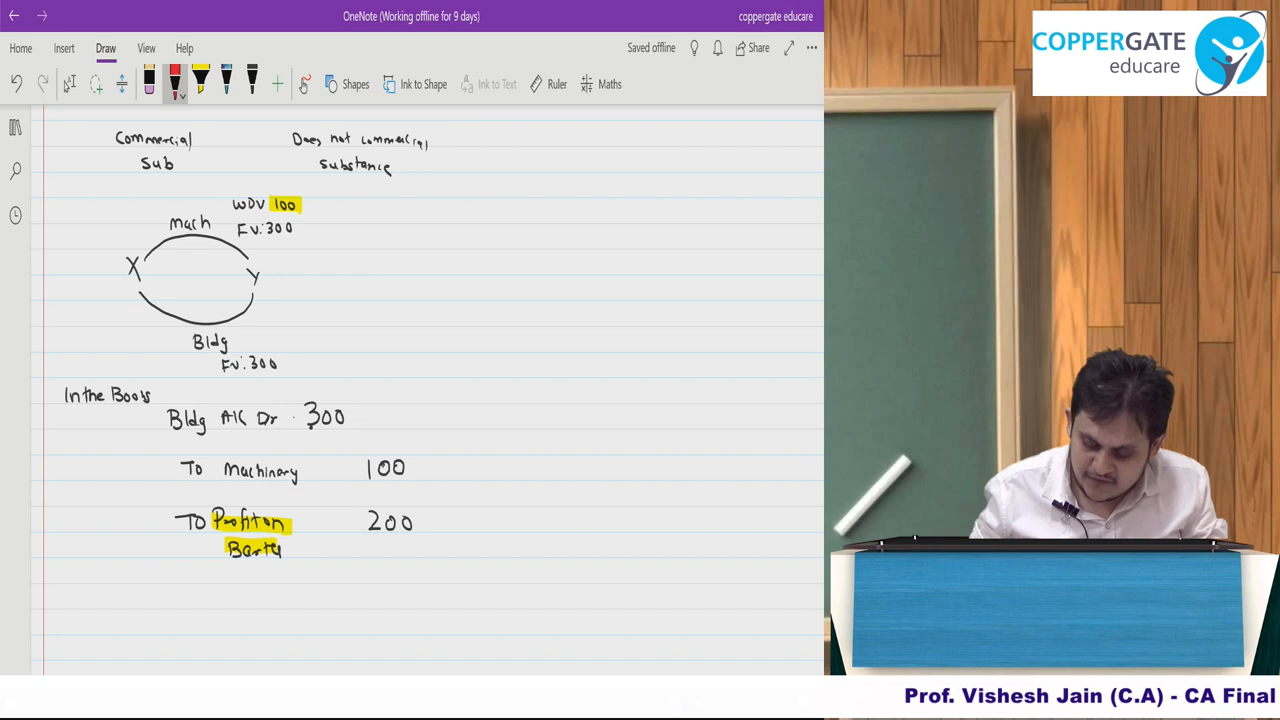 OneNote (Working offline for 9 days)
coppergate educare
Home Insert Draw View Help
Saved offline Share
Shapes Ink to Shape Ink to Text Ruler Maths
COPPERGATE
educare
Commercial Does not commercial
Sub substance
WDV 100
Mach FV: 300
X Y
Bldg
FV: 300
In the Books
Bldg A/c Dr. 300
To Machinary 100
To Profit on 200
Barter
Prof. Vishesh Jain (C.A) - CA Final